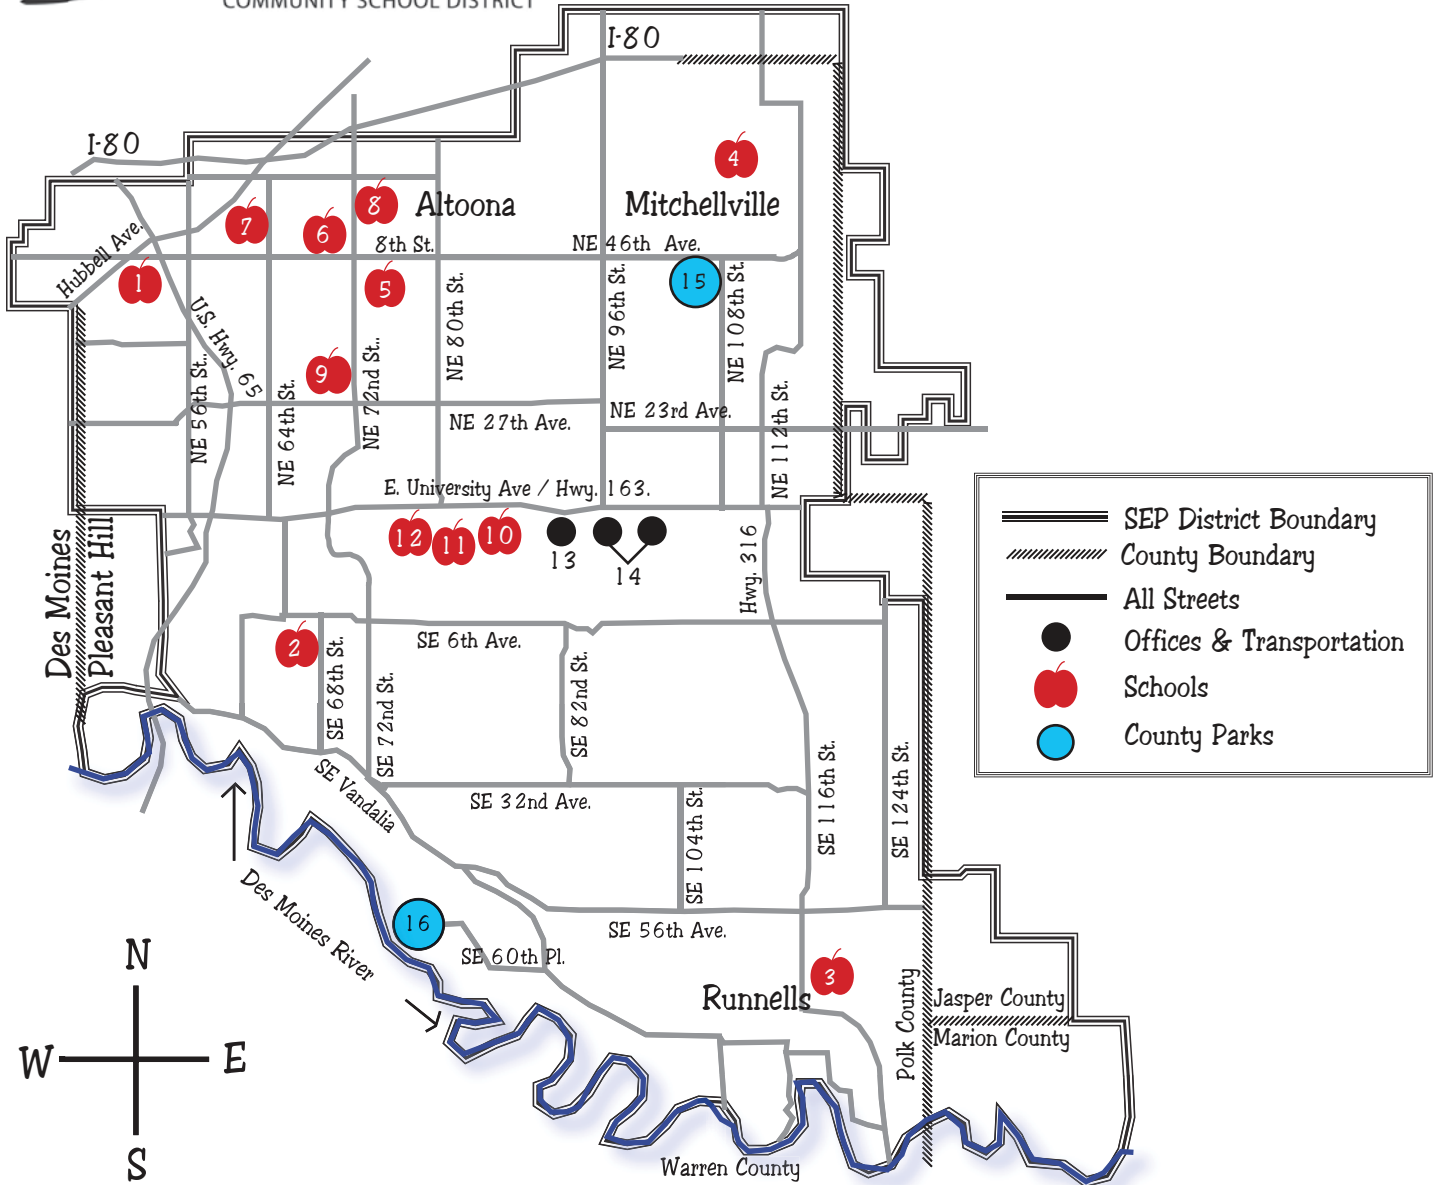 COMMUNITY SCHOOL DISTRICT
I-80
I-80
4
8
Altoona
Mitchellville
7
6
Hubbell Ave.
8th St.
NE 46th Ave.
1
5
15
U.S. Hwy. 65
NE 80th St.
NE 96th St.
NE 108th St.
9
NE 56th St..
NE 64th St.
NE 72nd St..
NE 27th Ave.
NE 23rd Ave.
NE 112th St.
E. University Ave / Hwy. 163.
12
11
10
13
14
Hwy. 316
Des Moines
Pleasant Hill
SEP District Boundary
County Boundary
All Streets
Offices & Transportation
Schools
County Parks
2
SE 6th Ave.
SE 68th St.
SE 72nd St.
SE 82nd St.
SE Vandalia
SE 32nd Ave.
SE 104th St.
SE 116th St.
SE 124th St.
Des Moines River
16
SE 56th Ave.
SE 60th Pl.
3
Runnells
Polk County
Jasper County
Marion County
Warren County
N
W
E
S